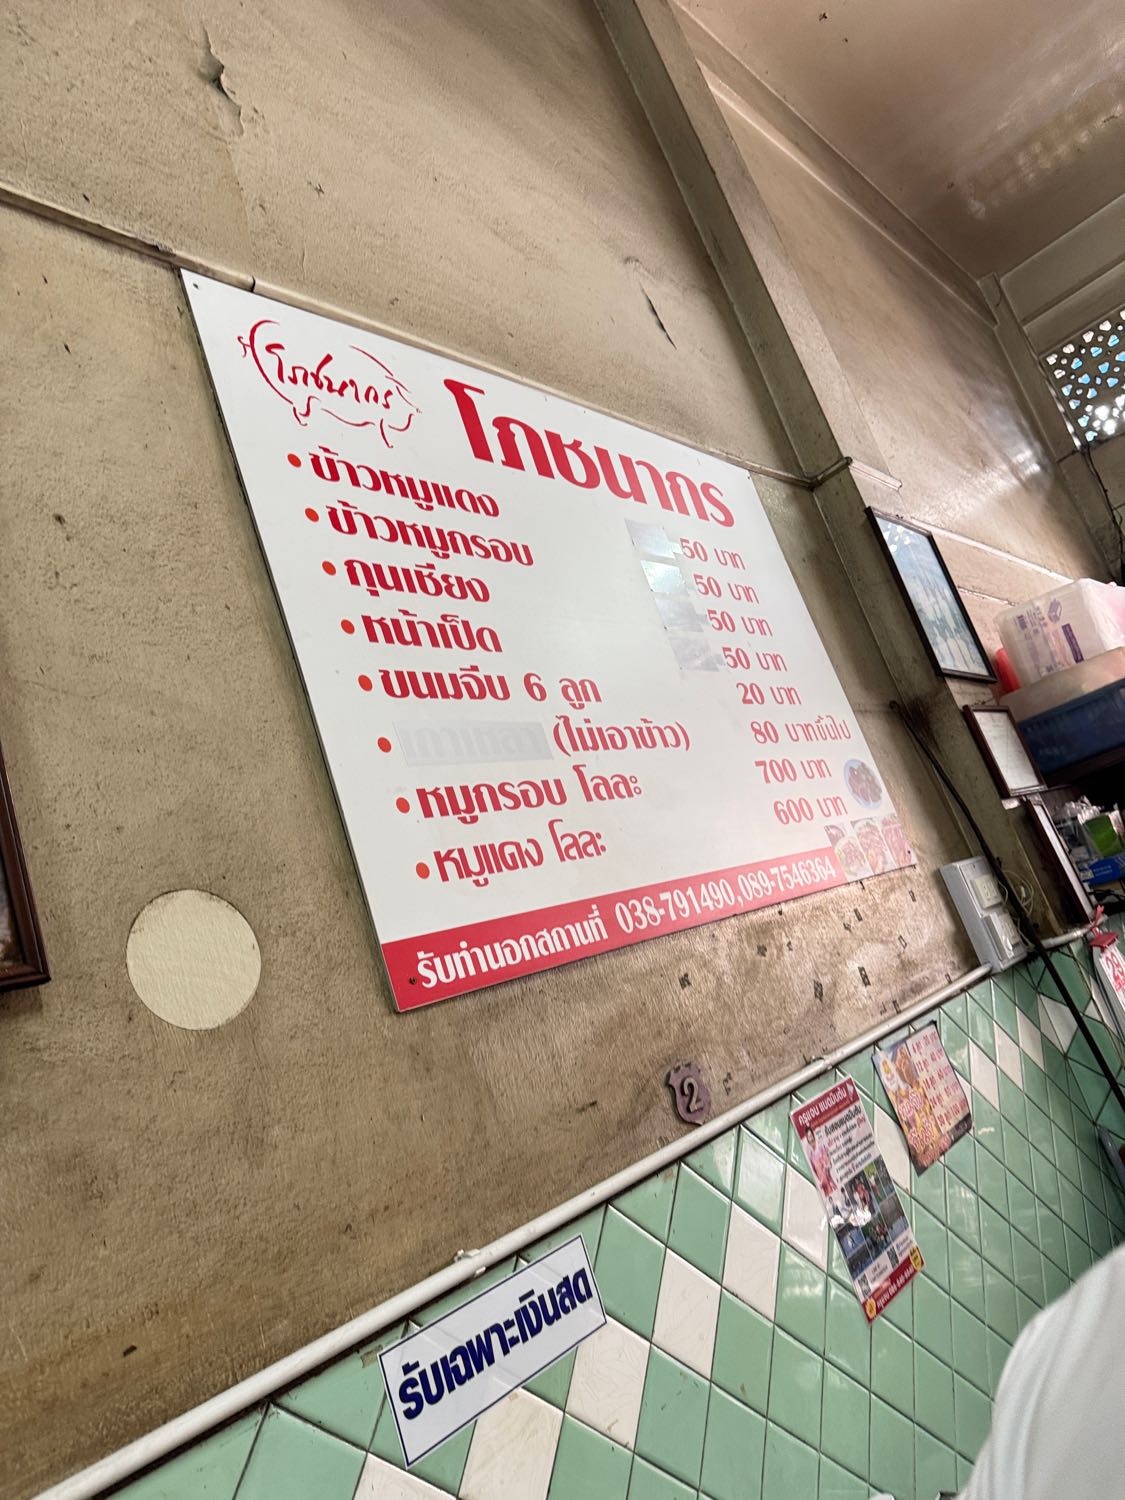 โภชนากร
โภชนากร
• ข้าวหมูแดง 50 บาท
• ข้าวหมูกรอบ 50 บาท
• กุนเชียง 50 บาท
• หน้าเป็ด 50 บาท
• ขนมจีบ 6 ลูก 20 บาท
• (ไม่เอาข้าว) 80 บาทขึ้นไป
• หมูกรอบ โลละ 700 บาท
• หมูแดง โลละ 600 บาท
รับทำนอกสถานที่ 038-791490,089-7546364
2
รับเฉพาะเงินสด